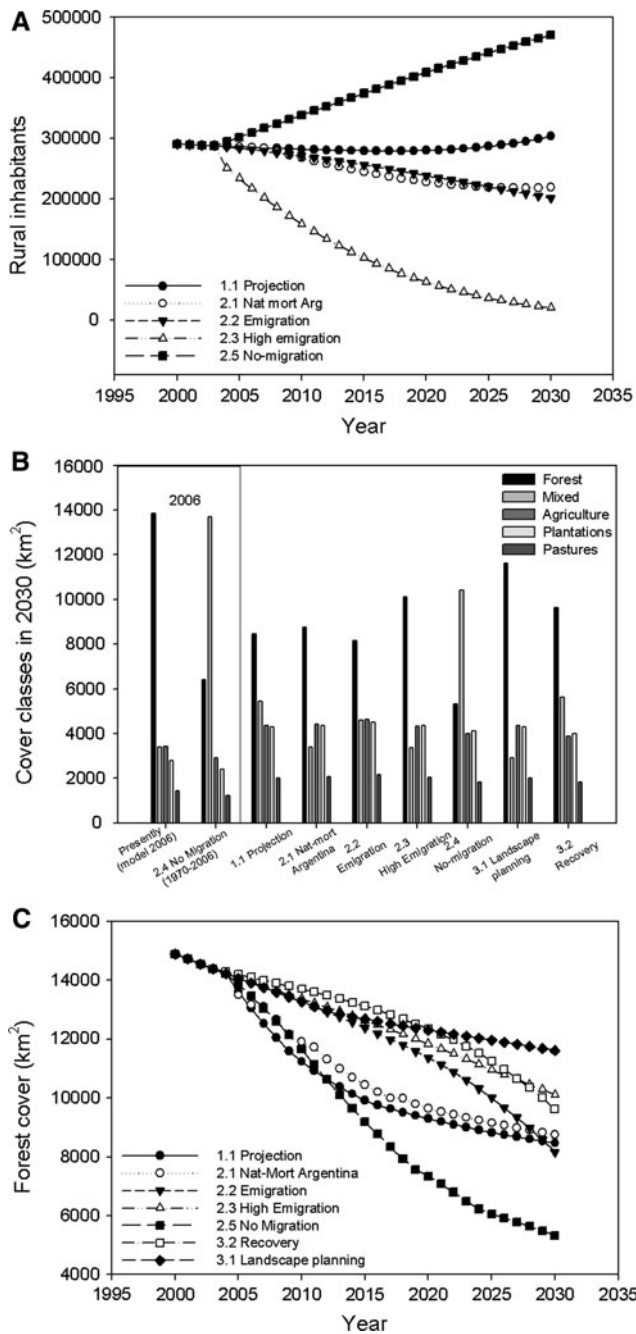 A
500000
400000
300000
200000
100000
0
Rural inhabitants
1.1 Projection
2.1 Nat mort Arg
2.2 Emigration
2.3 High emigration
2.5 No-migration
1995 2000 2005 2010 2015 2020 2025 2030 2035
Year
B
16000
14000
12000
10000
8000
6000
4000
2000
0
Cover classes in 2030 (km²)
2006
Forest
Mixed
Agriculture
Plantations
Pastures
Presently
(model 2006)
2.4 No Migration
(1970-2006)
1.1 Projection
2.1 Nat-mort
Argentina
2.2
Emigration
2.3
High Emigration
2.4
No-migration
3.1 Landscape
planning
3.2
Recovery
C
16000
14000
12000
10000
8000
6000
4000
Forest cover (km²)
1.1 Projection
2.1 Nat-Mort Argentina
2.2 Emigration
2.3 High Emigration
2.5 No Migration
3.2 Recovery
3.1 Landscape planning
1995 2000 2005 2010 2015 2020 2025 2030 2035
Year